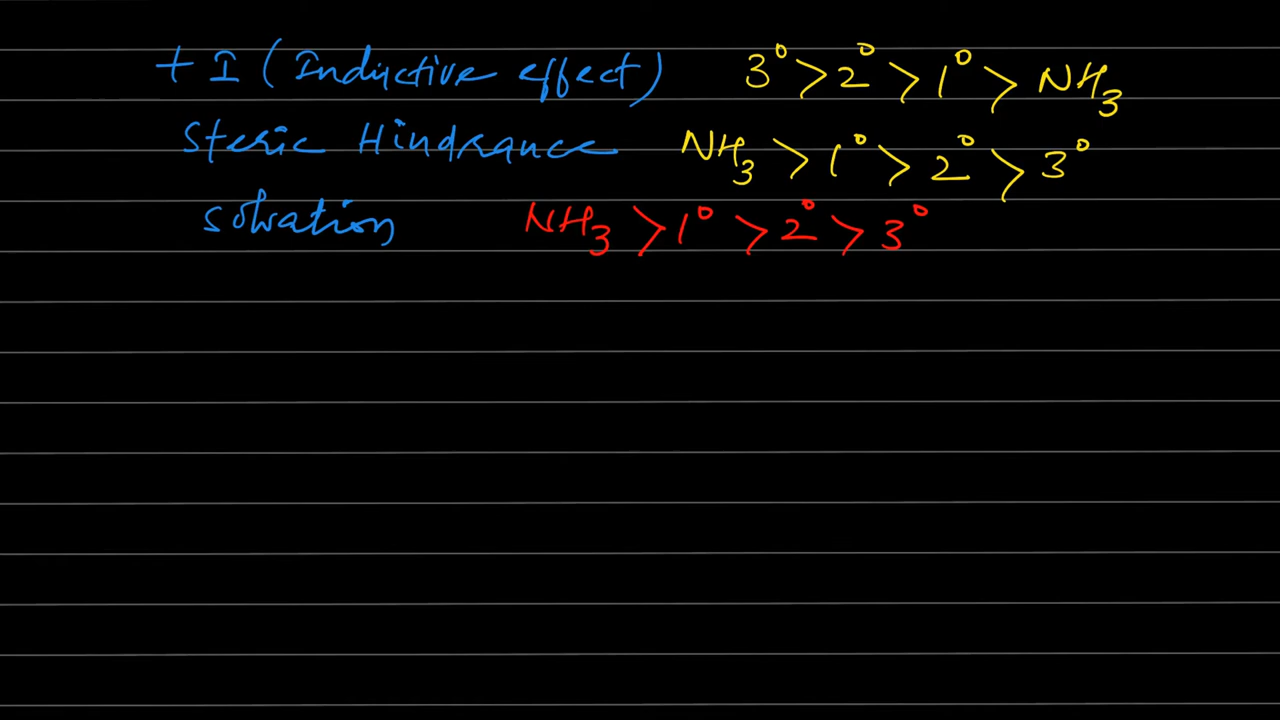 + I (Inductive effect) 3° > 2° > 1° > NH₃
Steric Hindrance NH₃ > 1° > 2° > 3°
solvation NH₃ > 1° > 2° > 3°